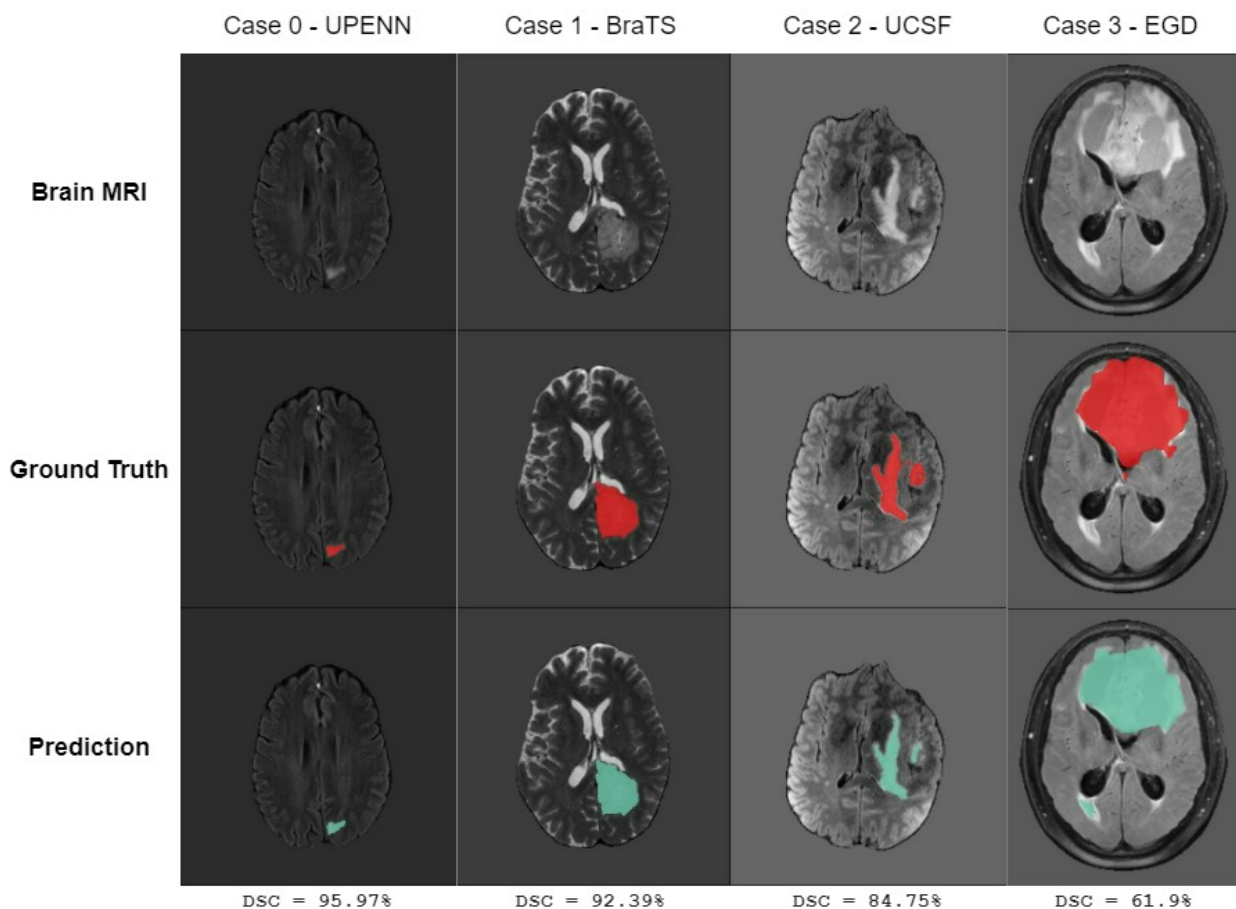 Case 0 - UPENN Case 1 - BraTS Case 2 - UCSF Case 3 - EGD
Brain MRI
Ground Truth
Prediction
DSC = 95.97% DSC = 92.39% DSC = 84.75% DSC = 61.9%